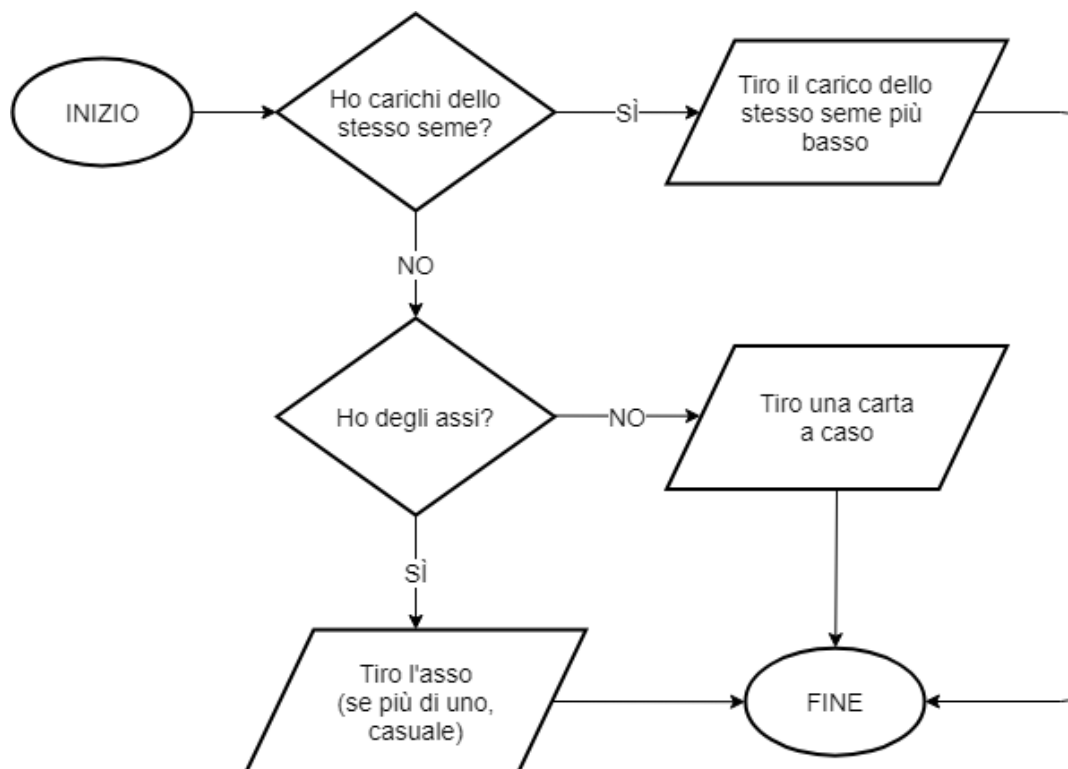 INIZIO
Ho carichi dello
stesso seme?
SÌ
Tiro il carico dello
stesso seme più
basso
NO
Ho degli assi?
NO
Tiro una carta
a caso
SÌ
Tiro l'asso
(se più di uno,
casuale)
FINE